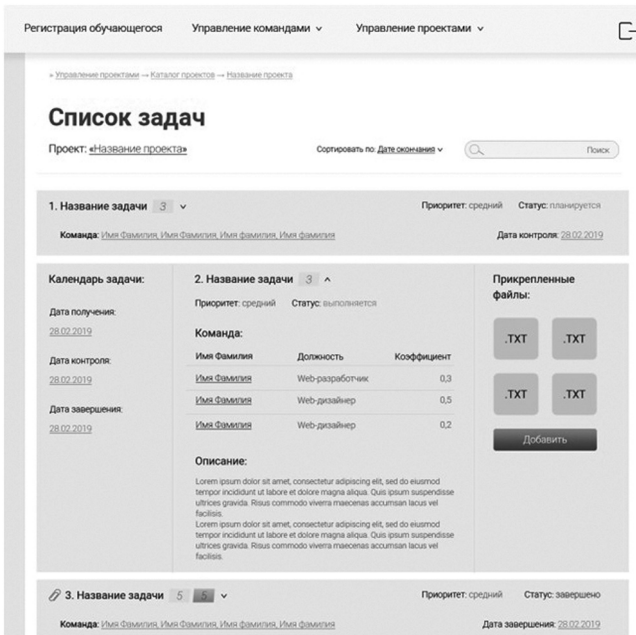 Регистрация обучающегося Управление командами Управление проектами
» Управление проектами → Каталог проектов → Название проекта
Список задач
Проект: «Название проекта» Сортировать по: Дате окончания Поиск
1. Название задачи 3 Приоритет: средний Статус: планируется
Команда: Имя Фамилия, Имя Фамилия, Имя фамилия, Имя фамилия Дата контроля: 28.02.2019
Календарь задачи:
Дата получения:
28.02.2019
Дата контроля:
28.02.2019
Дата завершения:
28.02.2019
2. Название задачи 3
Приоритет: средний Статус: выполняется
Команда:
Имя Фамилия Должность Коэффициент
Имя Фамилия Web-разработчик 0,3
Имя Фамилия Web-дизайнер 0,5
Имя Фамилия Web-дизайнер 0,2
Описание:
Lorem ipsum dolor sit amet, consectetur adipiscing elit, sed do eiusmod
tempor incididunt ut labore et dolore magna aliqua. Quis ipsum suspendisse
ultrices gravida. Risus commodo viverra maecenas accumsan lacus vel
facilisis.
Lorem ipsum dolor sit amet, consectetur adipiscing elit, sed do eiusmod
tempor incididunt ut labore et dolore magna aliqua. Quis ipsum suspendisse
ultrices gravida. Risus commodo viverra maecenas accumsan lacus vel
facilisis.
Прикрепленные
файлы:
.TXT .TXT
.TXT .TXT
Добавить
3. Название задачи 5 5 Приоритет: средний Статус: завершено
Команда: Имя Фамилия, Имя Фамилия, Имя фамилия, Имя фамилия Дата завершения: 28.02.2019